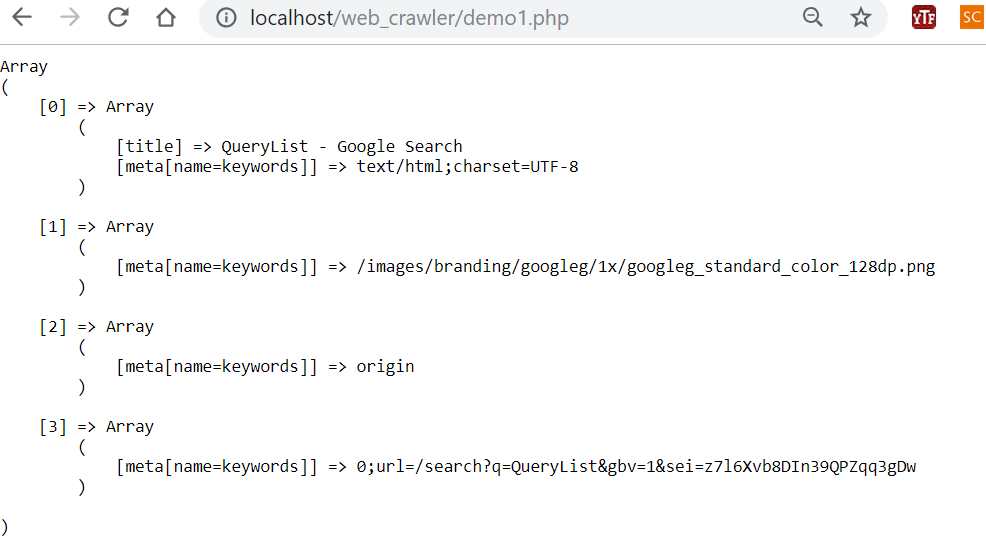 localhost/web_crawler/demo1.php
YTF
SC
Array
(
    [0] => Array
        (
            [title] => QueryList - Google Search
            [meta[name=keywords]] => text/html;charset=UTF-8
        )
    [1] => Array
        (
            [meta[name=keywords]] => /images/branding/googleg/1x/googleg_standard_color_128dp.png
        )
    [2] => Array
        (
            [meta[name=keywords]] => origin
        )
    [3] => Array
        (
            [meta[name=keywords]] => 0;url=/search?q=QueryList&gbv=1&sei=z7l6Xvb8DIn39QPZqq3gDw
        )
)